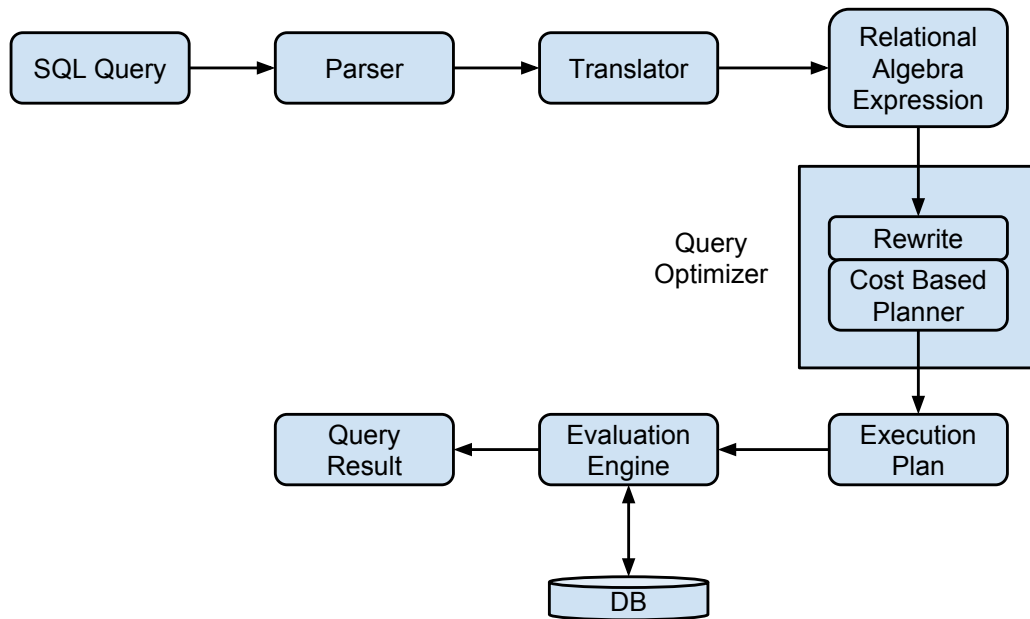 SQL Query
Parser
Translator
Relational
Algebra
Expression
Query
Optimizer
Rewrite
Cost Based
Planner
Query
Result
Evaluation
Engine
Execution
Plan
DB